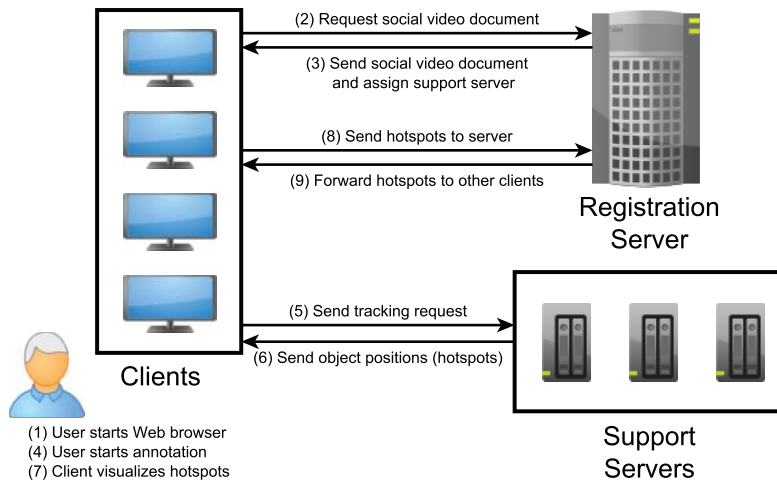 (2) Request social video document
(3) Send social video document
and assign support server
(8) Send hotspots to server
(9) Forward hotspots to other clients
Registration
Server
(5) Send tracking request
(6) Send object positions (hotspots)
Clients
(1) User starts Web browser
(4) User starts annotation
(7) Client visualizes hotspots
Support
Servers